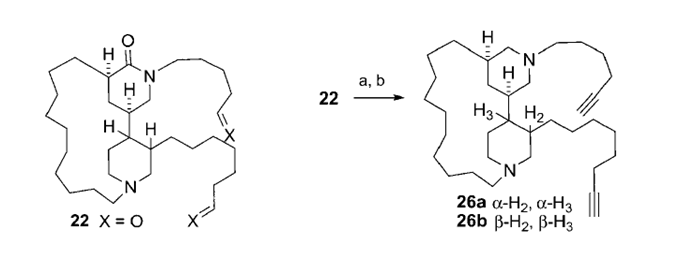 O
H
N
H
H
H
X
N
X
22 X = O
22
a, b
H
N
H
H3
H2
N
26a α-H2, α-H3
26b β-H2, β-H3